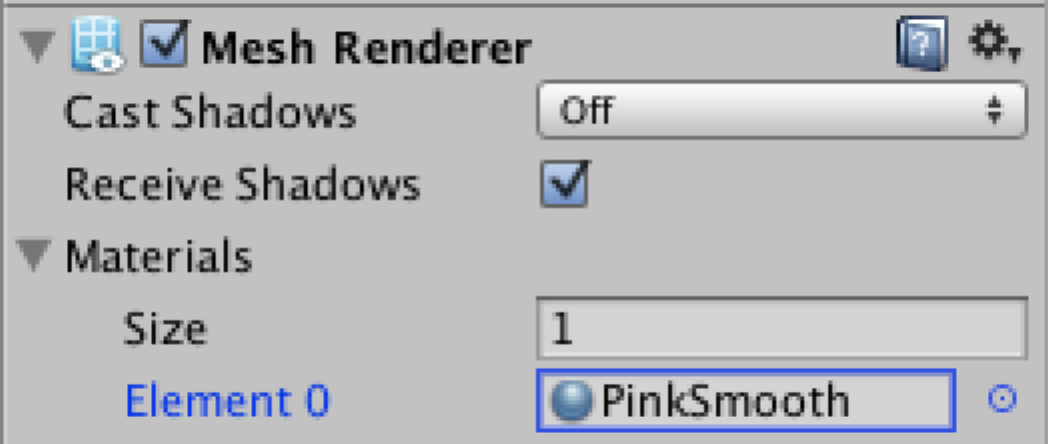 Mesh Renderer
Cast Shadows Off
Receive Shadows
Materials
Size 1
Element 0 PinkSmooth